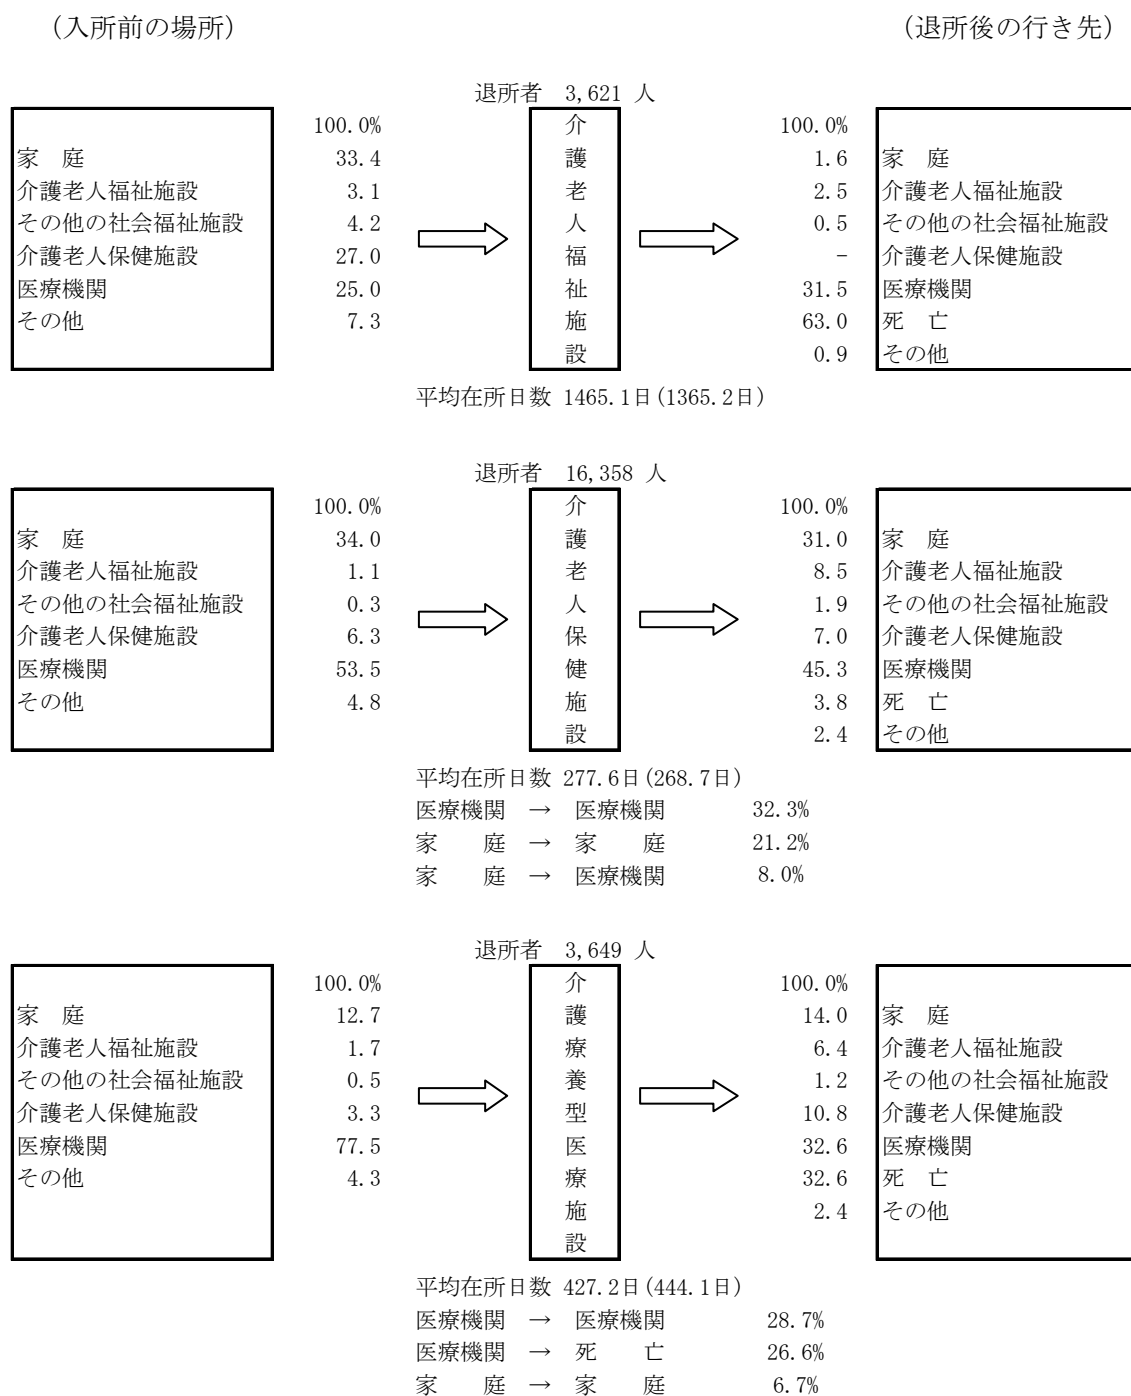 （入所前の場所）　（退所後の行き先）
退所者　3,621 人
100.0%　介　100.0%
家　庭　33.4　護　1.6　家　庭
介護老人福祉施設　3.1　老　2.5　介護老人福祉施設
その他の社会福祉施設　4.2　人　0.5　その他の社会福祉施設
介護老人保健施設　27.0　福　－　介護老人保健施設
医療機関　25.0　祉　31.5　医療機関
その他　7.3　施　63.0　死　亡
設　0.9　その他
平均在所日数 1465.1日(1365.2日)
退所者　16,358 人
100.0%　介　100.0%
家　庭　34.0　護　31.0　家　庭
介護老人福祉施設　1.1　老　8.5　介護老人福祉施設
その他の社会福祉施設　0.3　人　1.9　その他の社会福祉施設
介護老人保健施設　6.3　保　7.0　介護老人保健施設
医療機関　53.5　健　45.3　医療機関
その他　4.8　施　3.8　死　亡
設　2.4　その他
平均在所日数 277.6日(268.7日)
医療機関　→　医療機関　32.3%
家　庭　→　家　庭　21.2%
家　庭　→　医療機関　8.0%
退所者　3,649 人
100.0%　介　100.0%
家　庭　12.7　護　14.0　家　庭
介護老人福祉施設　1.7　療　6.4　介護老人福祉施設
その他の社会福祉施設　0.5　養　1.2　その他の社会福祉施設
介護老人保健施設　3.3　型　10.8　介護老人保健施設
医療機関　77.5　医　32.6　医療機関
その他　4.3　療　32.6　死　亡
施　2.4　その他
設
平均在所日数 427.2日(444.1日)
医療機関　→　医療機関　28.7%
医療機関　→　死　亡　26.6%
家　庭　→　家　庭　6.7%